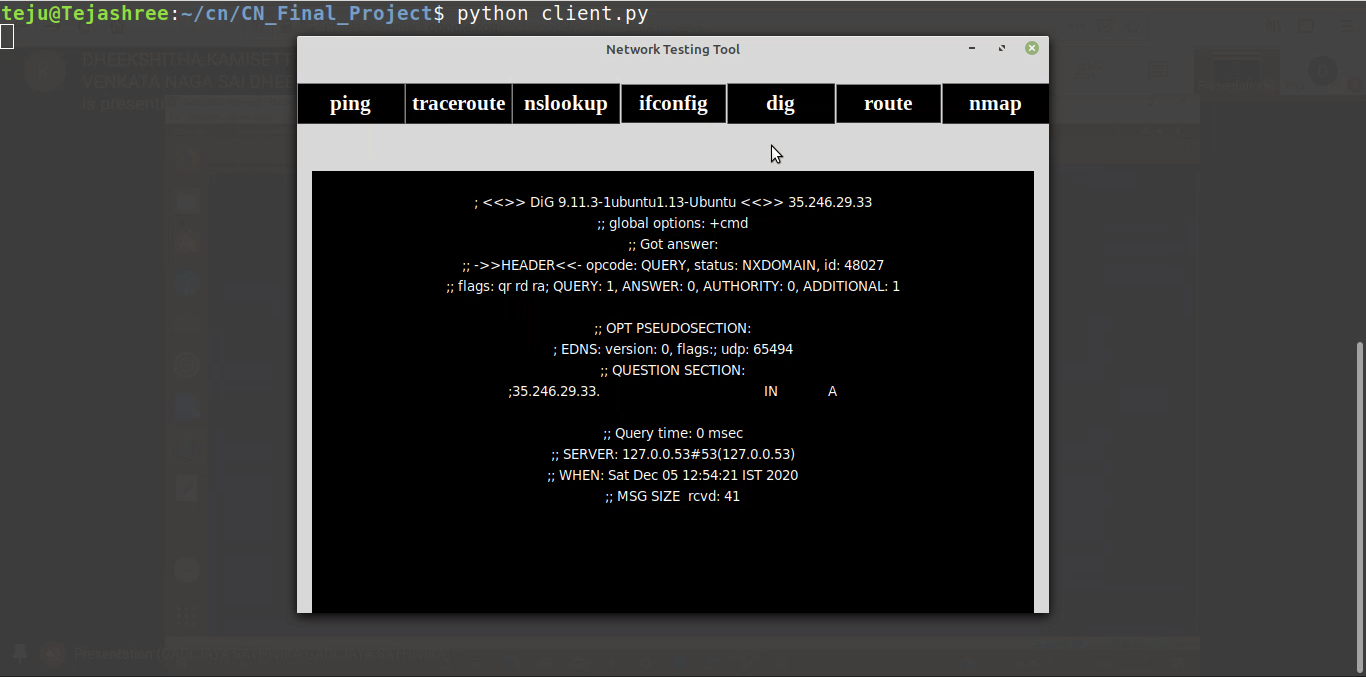 teju@Tejashree:~/cn/CN_Final_Project$ python client.py
DHEEKSHITHA KAMISETT
VENKATA NAGA SAI DHEE
is presenti
Network Testing Tool
ping traceroute nslookup ifconfig dig route nmap
; <<>> DiG 9.11.3-1ubuntu1.13-Ubuntu <<>> 35.246.29.33
;; global options: +cmd
;; Got answer:
;; ->>HEADER<<- opcode: QUERY, status: NXDOMAIN, id: 48027
;; flags: qr rd ra; QUERY: 1, ANSWER: 0, AUTHORITY: 0, ADDITIONAL: 1
;; OPT PSEUDOSECTION:
; EDNS: version: 0, flags:; udp: 65494
;; QUESTION SECTION:
;35.246.29.33. IN A
;; Query time: 0 msec
;; SERVER: 127.0.0.53#53(127.0.0.53)
;; WHEN: Sat Dec 05 12:54:21 IST 2020
;; MSG SIZE rcvd: 41